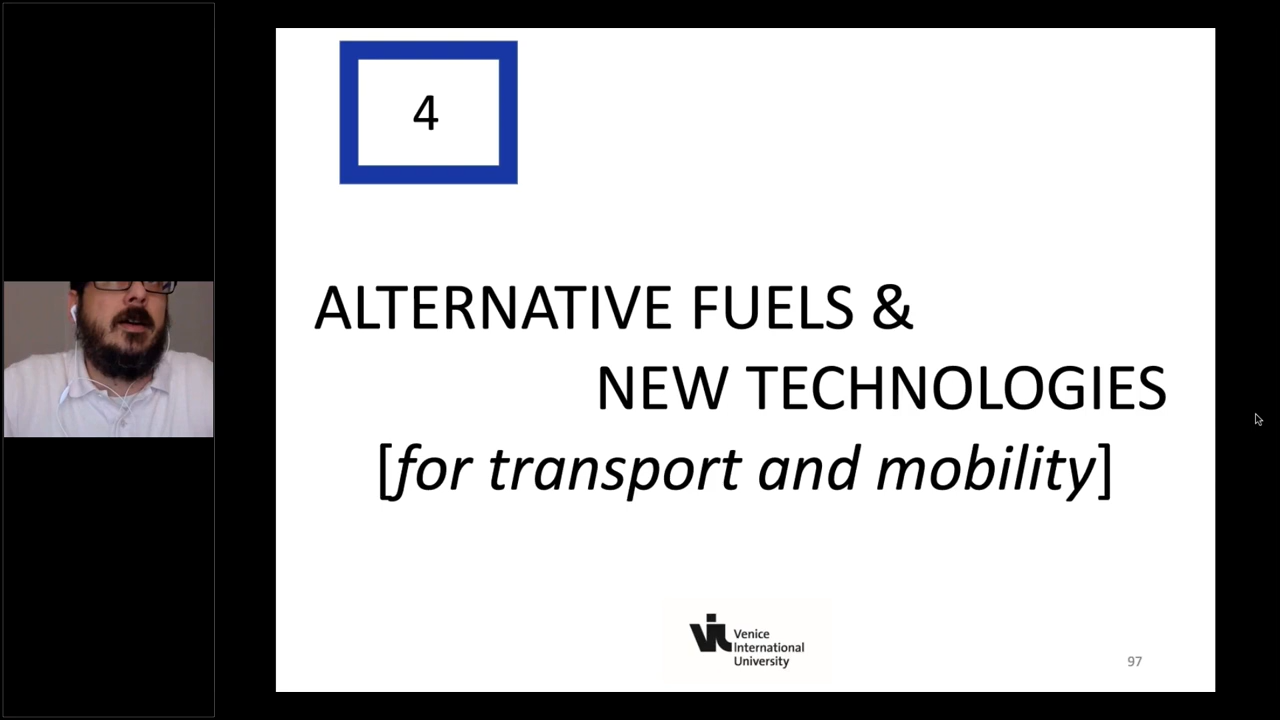 4
ALTERNATIVE FUELS &
NEW TECHNOLOGIES
[for transport and mobility]
Venice
International
University
97